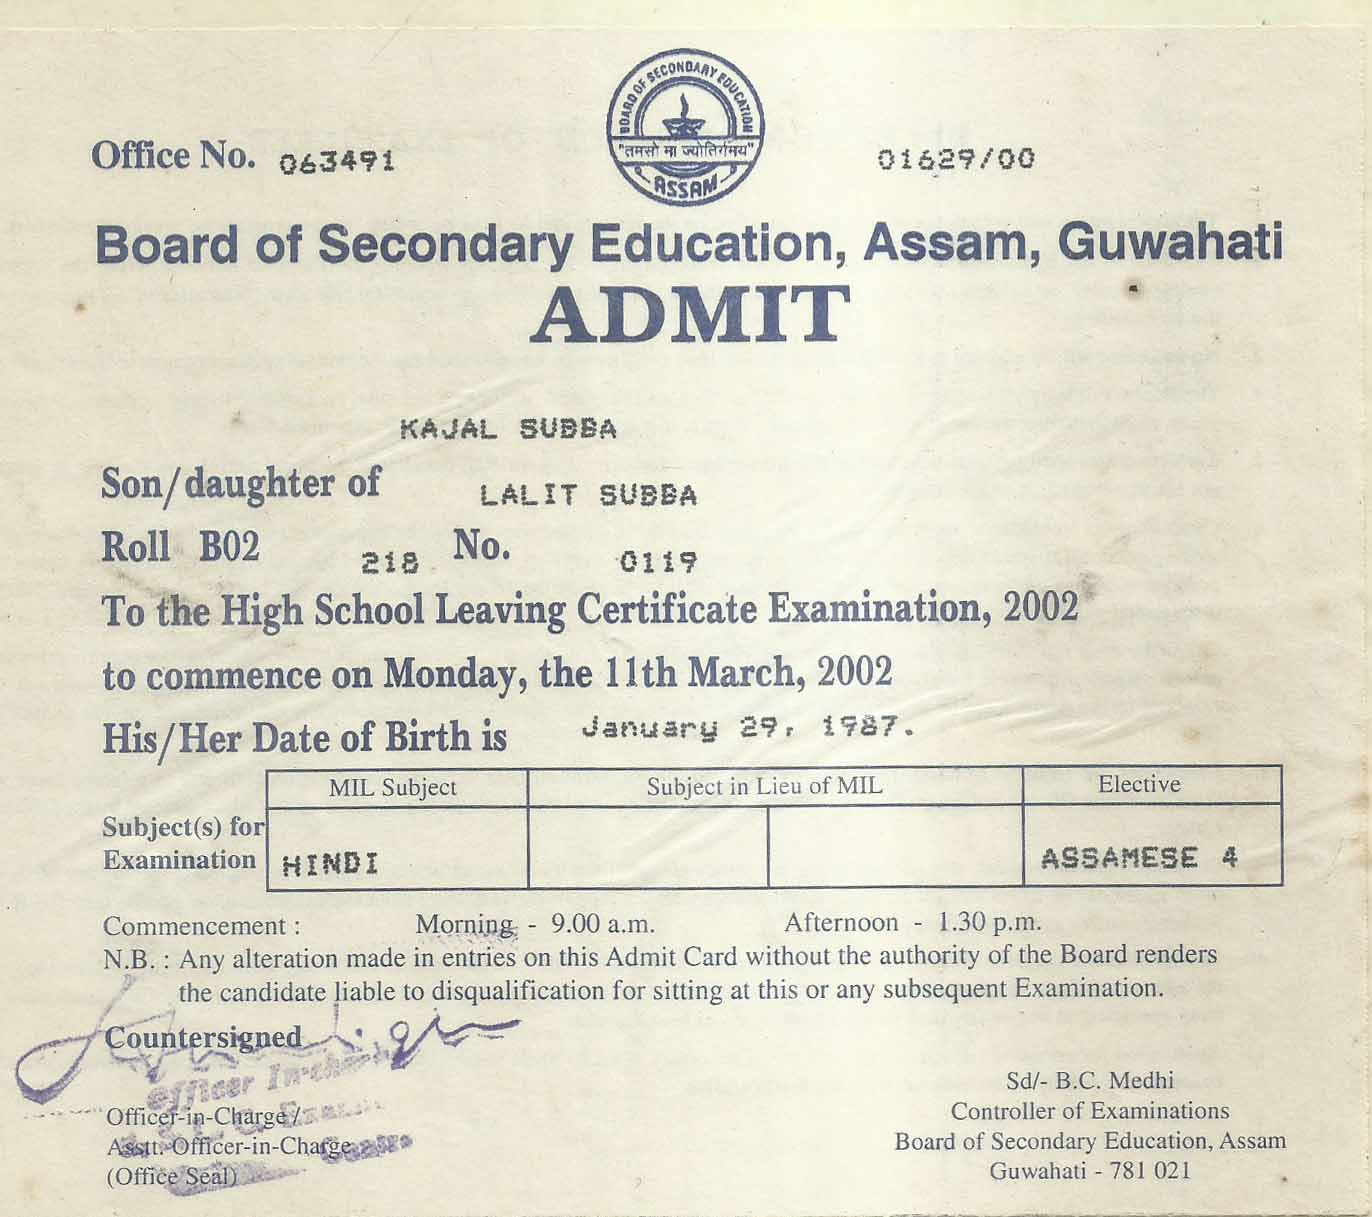 BOARD OF SECONDARY EDUCATION
"तमसो मा ज्योतिर्गमय"
ASSAM
Office No. 063491 01629/00
Board of Secondary Education, Assam, Guwahati
ADMIT
KAJAL SUBBA
Son/daughter of LALIT SUBBA
Roll B02 218 No. 0119
To the High School Leaving Certificate Examination, 2002
to commence on Monday, the 11th March, 2002
His/Her Date of Birth is January 29, 1987.
MIL Subject Subject in Lieu of MIL Elective
Subject(s) for
Examination HINDI ASSAMESE 4
Commencement : Morning - 9.00 a.m. Afternoon - 1.30 p.m.
N.B. : Any alteration made in entries on this Admit Card without the authority of the Board renders
the candidate liable to disqualification for sitting at this or any subsequent Examination.
Countersigned
Officer In-cha
Officer-in-Charge /
Asstt. Officer-in-Charge
(Office Seal)
Sd/- B.C. Medhi
Controller of Examinations
Board of Secondary Education, Assam
Guwahati - 781 021